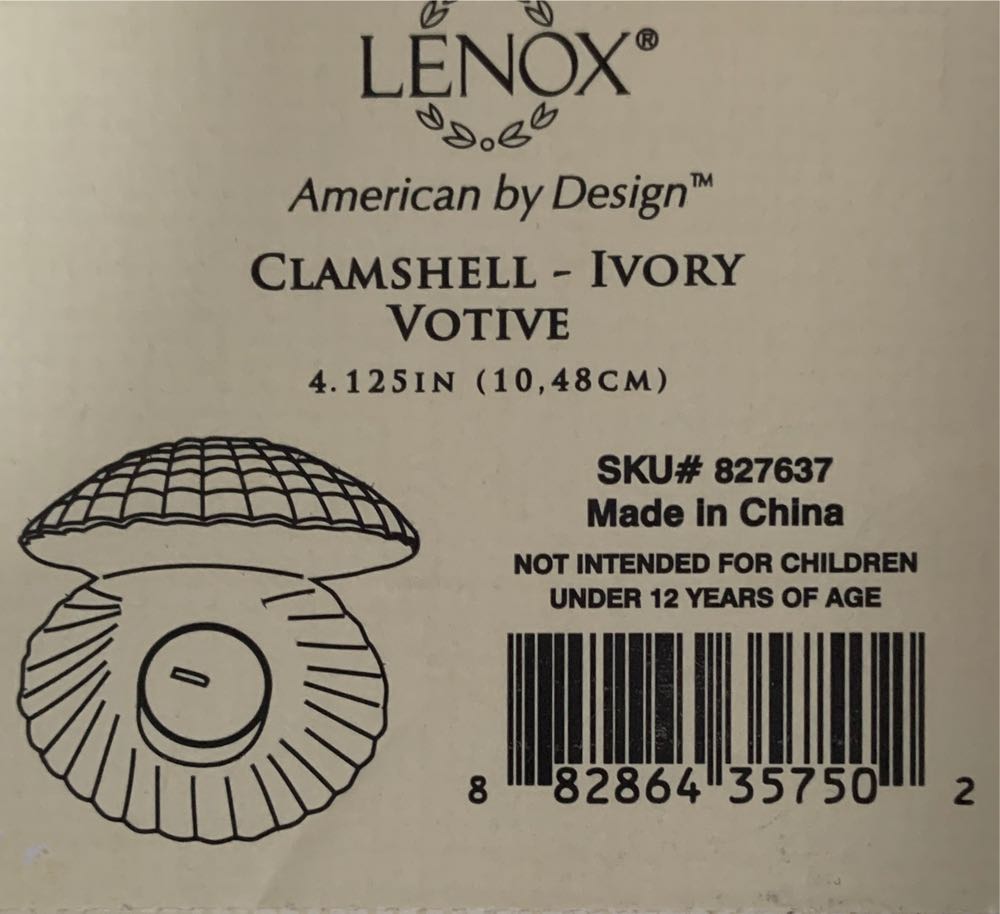 LENOX®
American by Design™
CLAMSHELL - IVORY
VOTIVE
4.125IN (10,48CM)
SKU# 827637
Made in China
NOT INTENDED FOR CHILDREN
UNDER 12 YEARS OF AGE
8 82864 35750 2